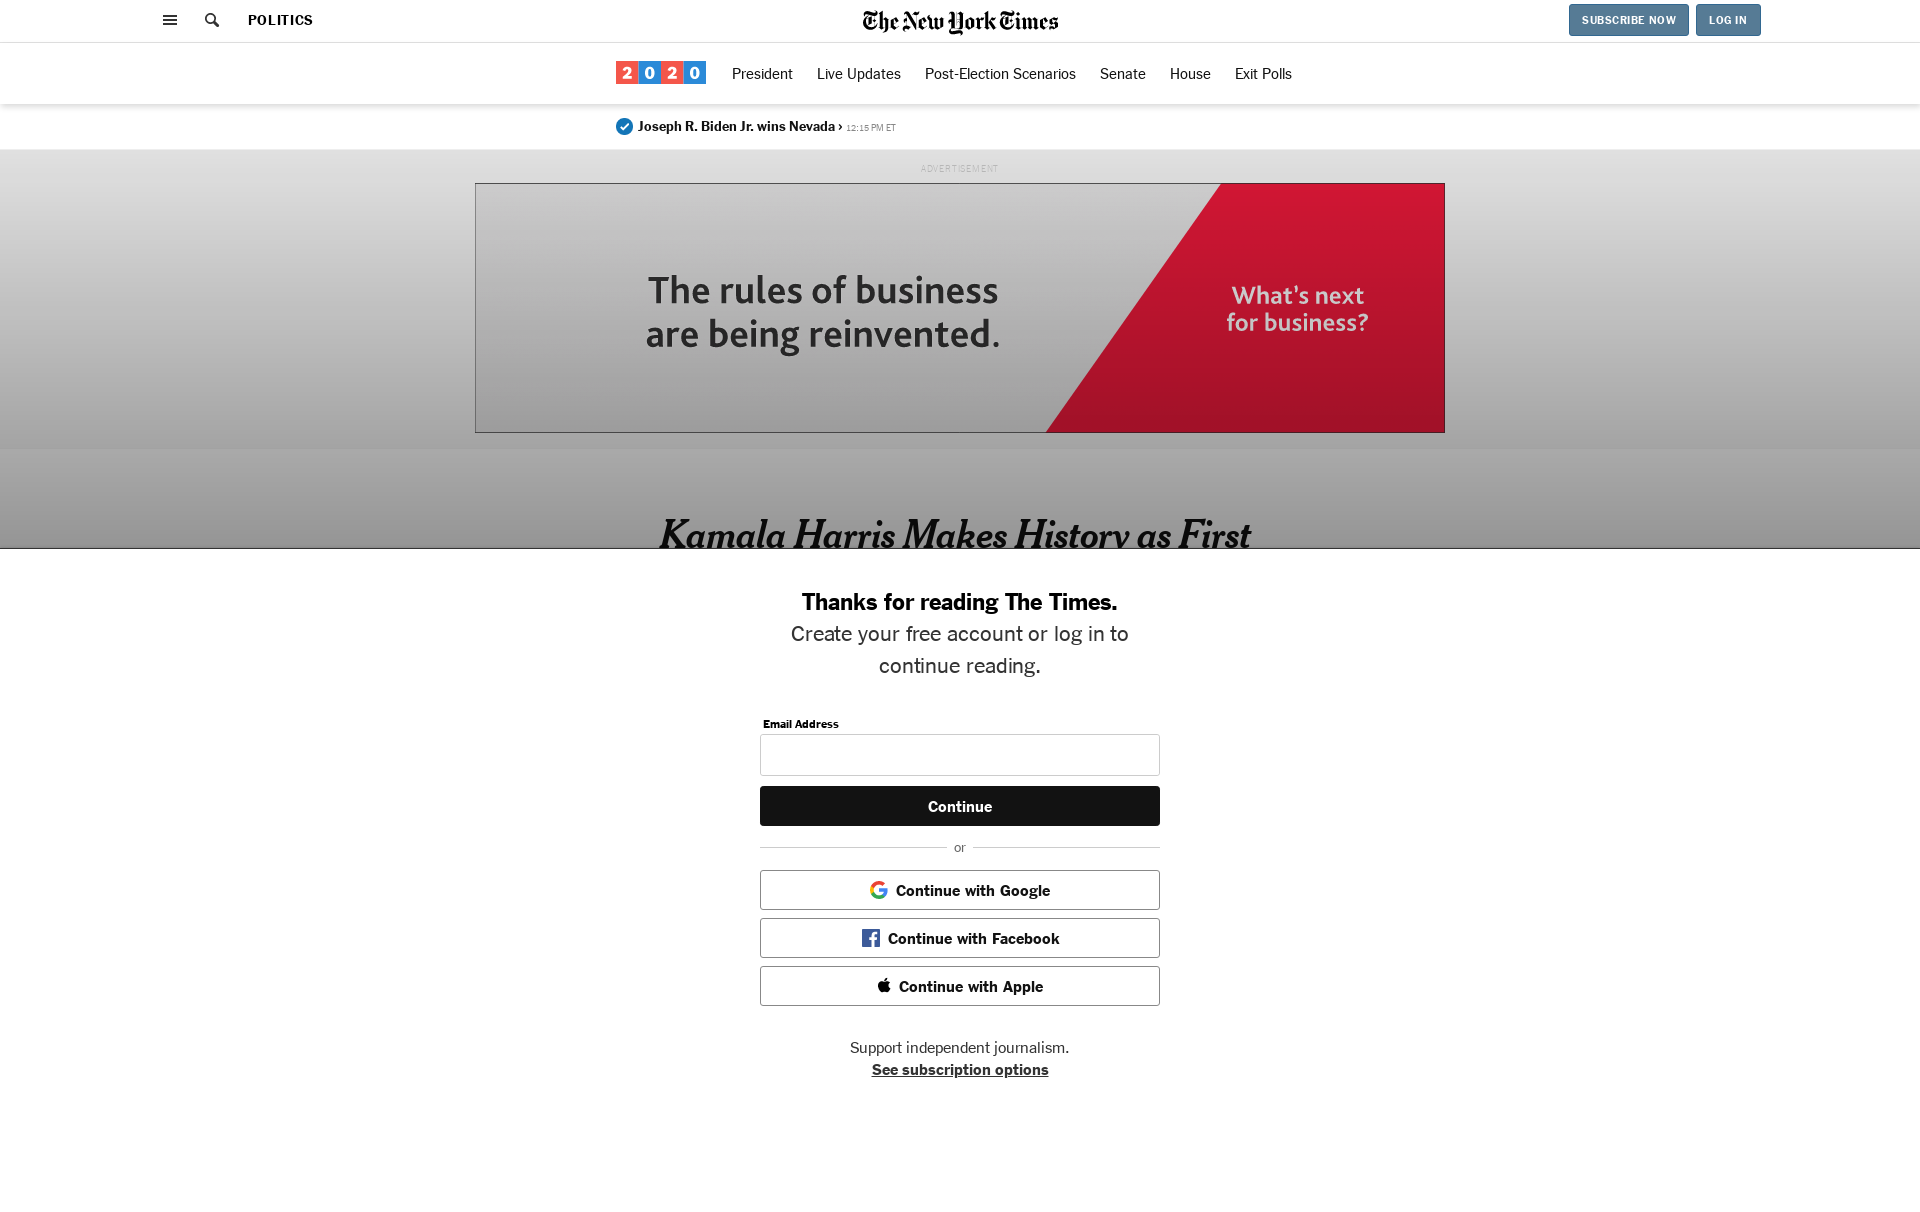 POLITICS
The New York Times
SUBSCRIBE NOW
LOG IN
2020
President
Live Updates
Post-Election Scenarios
Senate
House
Exit Polls
Joseph R. Biden Jr. wins Nevada › 12:15 PM ET
ADVERTISEMENT
The rules of business
are being reinvented.
What's next
for business?
Kamala Harris Makes History as First
Thanks for reading The Times.
Create your free account or log in to
continue reading.
Email Address
Continue
or
Continue with Google
Continue with Facebook
Continue with Apple
Support independent journalism.
See subscription options